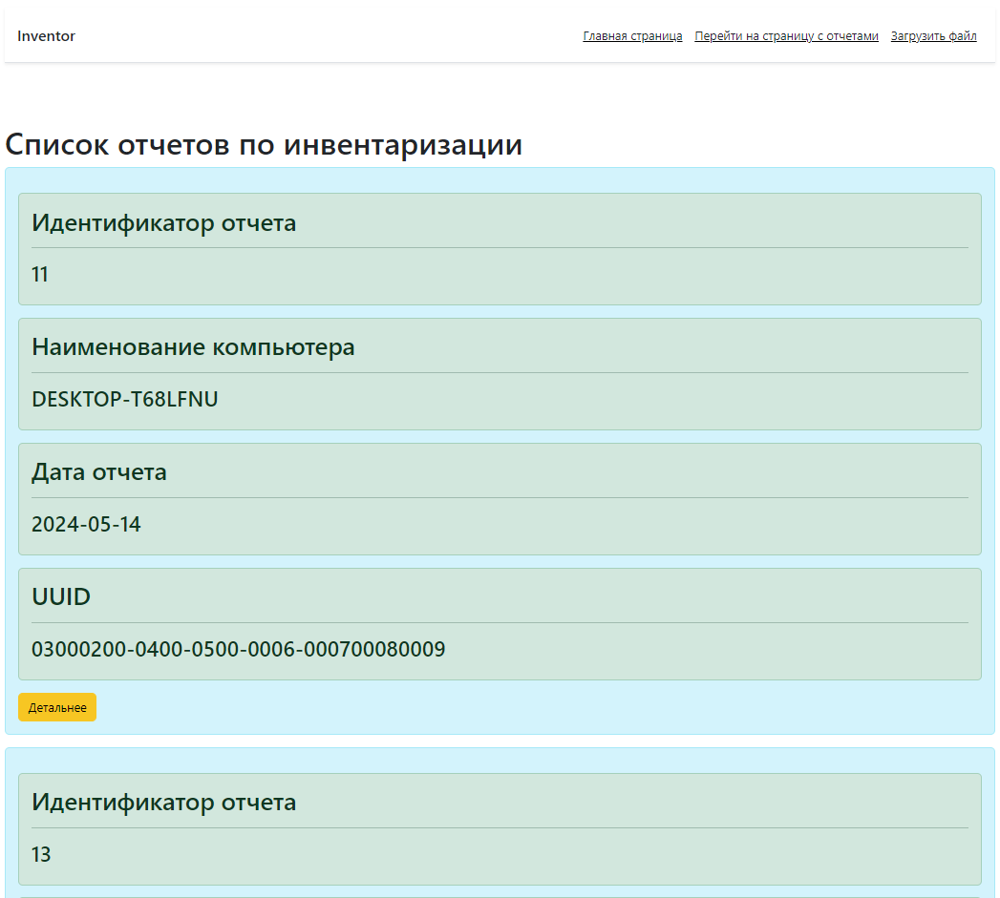 Inventor
Главная страница Перейти на страницу с отчетами Загрузить файл
Список отчетов по инвентаризации
Идентификатор отчета
11
Наименование компьютера
DESKTOP-T68LFNU
Дата отчета
2024-05-14
UUID
03000200-0400-0500-0006-000700080009
Детальнее
Идентификатор отчета
13